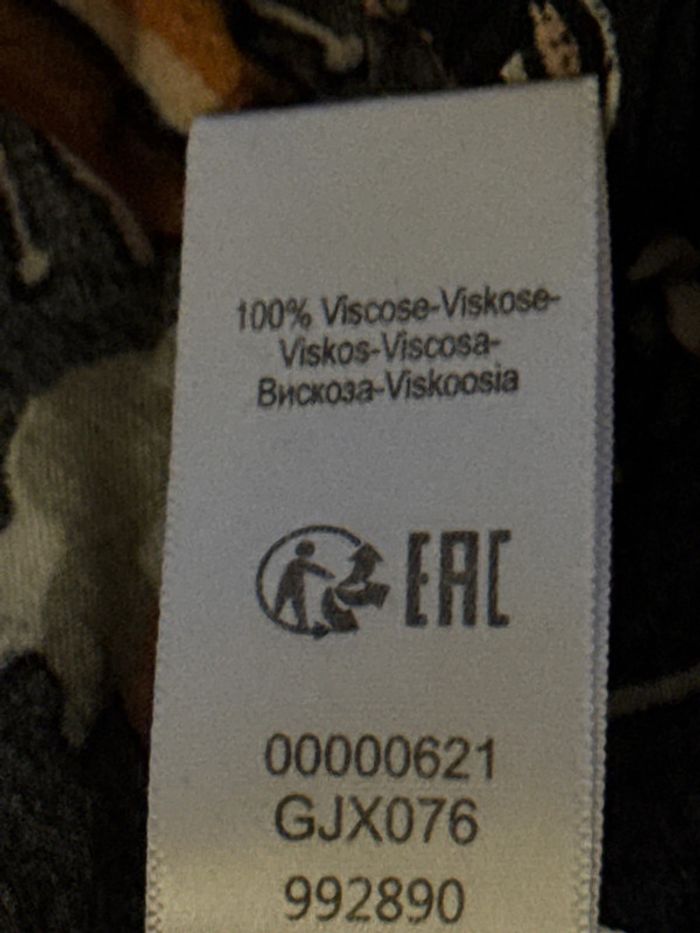 100% Viscose-Viskose-
Viskos-Viscosa-
Вискоза-Viskoosia
EAC
00000621
GJX076
992890